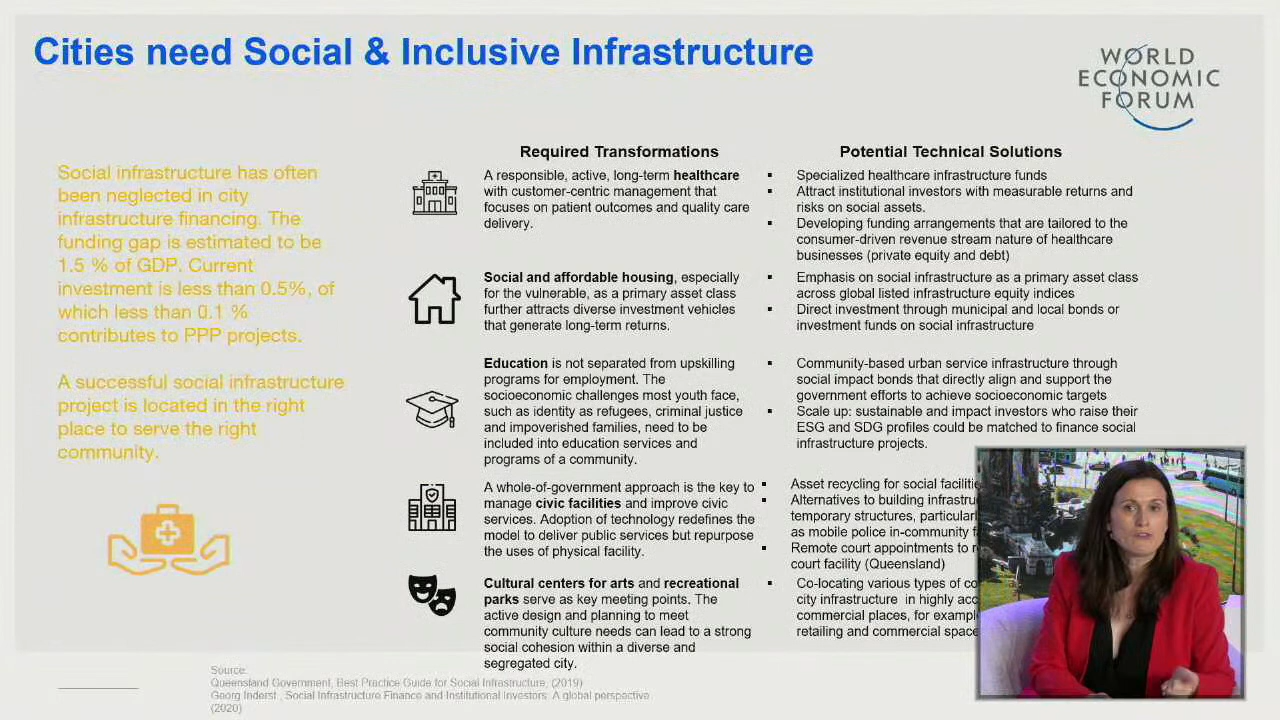 Cities need Social & Inclusive Infrastructure
WORLD
ECONOMIC
FORUM
Social infrastructure has often
been neglected in city
infrastructure financing. The
funding gap is estimated to be
1.5 % of GDP. Current
investment is less than 0.5%, of
which less than 0.1 %
contributes to PPP projects.
A successful social infrastructure
project is located in the right
place to serve the right
community.
Required Transformations
A responsible, active, long-term healthcare
with customer-centric management that
focuses on patient outcomes and quality care
delivery.
Social and affordable housing, especially
for the vulnerable, as a primary asset class
further attracts diverse investment vehicles
that generate long-term returns.
Education is not separated from upskilling
programs for employment. The
socioeconomic challenges most youth face,
such as identity as refugees, criminal justice
and impoverished families, need to be
included into education services and
programs of a community.
A whole-of-government approach is the key to
manage civic facilities and improve civic
services. Adoption of technology redefines the
model to deliver public services but repurpose
the uses of physical facility.
Cultural centers for arts and recreational
parks serve as key meeting points. The
active design and planning to meet
community culture needs can lead to a strong
social cohesion within a diverse and
segregated city.
Potential Technical Solutions
▪ Specialized healthcare infrastructure funds
▪ Attract institutional investors with measurable returns and
risks on social assets.
▪ Developing funding arrangements that are tailored to the
consumer-driven revenue stream nature of healthcare
businesses (private equity and debt)
▪ Emphasis on social infrastructure as a primary asset class
across global listed infrastructure equity indices
▪ Direct investment through municipal and local bonds or
investment funds on social infrastructure
▪ Community-based urban service infrastructure through
social impact bonds that directly align and support the
government efforts to achieve socioeconomic targets
▪ Scale up: sustainable and impact investors who raise their
ESG and SDG profiles could be matched to finance social
infrastructure projects.
▪ Asset recycling for social
▪ Alternatives to building
temporary structures,
as mobile police in-community
▪ Remote court appointments to
court facility (Queensland)
▪ Co-locating various types of
city infrastructure in highly
commercial places, for
retailing and commercial
Source:
Queensland Government, Best Practice Guide for Social Infrastructure, (2019)
Georg Inderst , Social Infrastructure Finance and Institutional Investors: A global perspective
(2020)